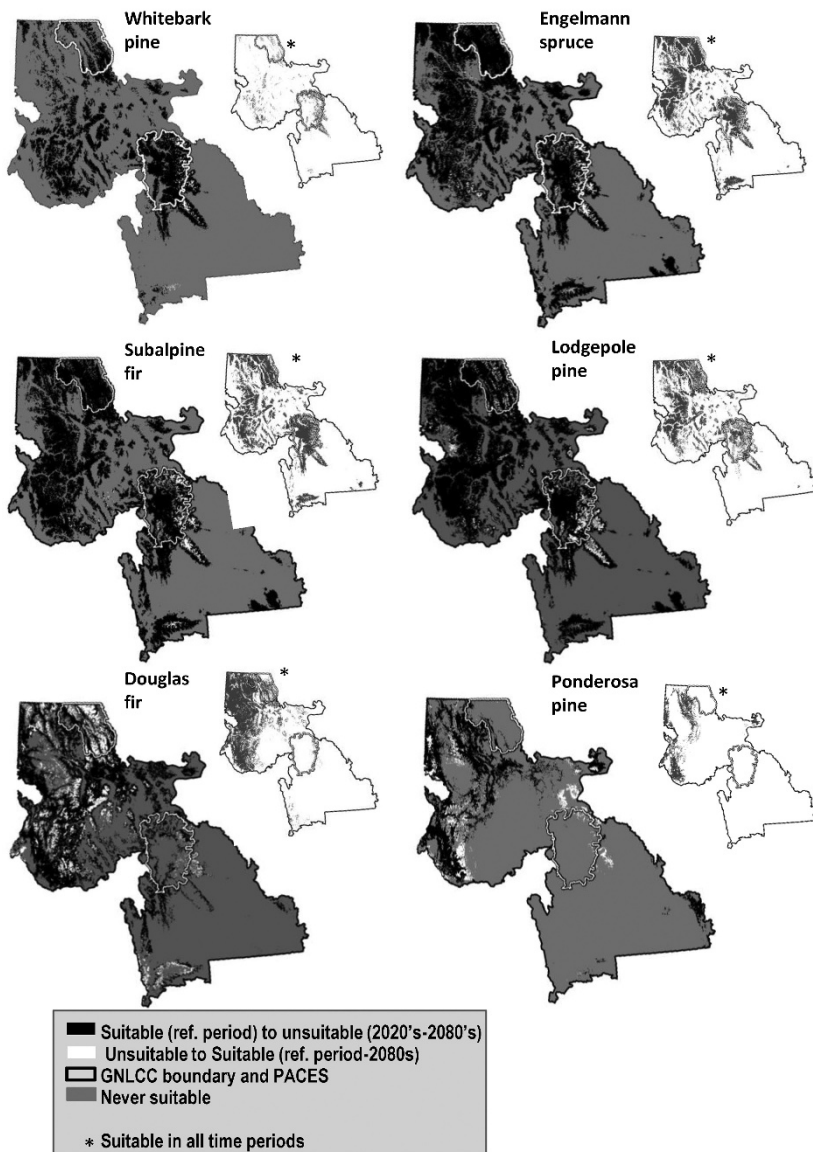 Whitebark
pine
*
Engelmann
spruce
*
Subalpine
fir
*
Lodgepole
pine
*
Douglas
fir
*
Ponderosa
pine
*
Suitable (ref. period) to unsuitable (2020's-2080's)
Unsuitable to Suitable (ref. period-2080s)
GNLCC boundary and PACES
Never suitable
* Suitable in all time periods